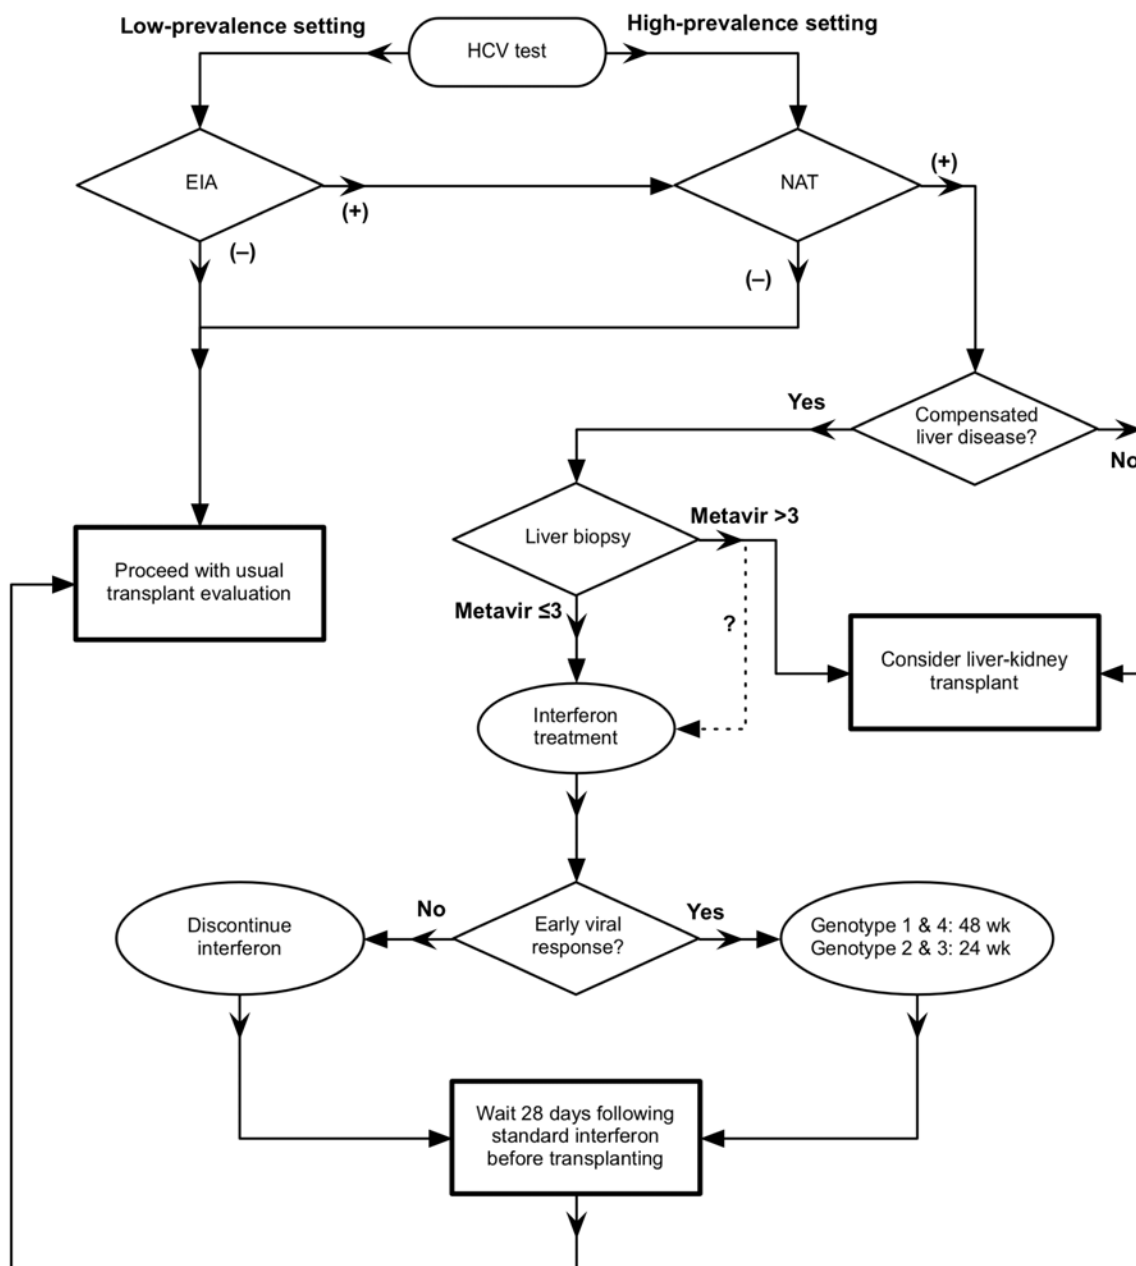 Low-prevalence setting
High-prevalence setting
HCV test
EIA
NAT
(+)
(+)
(–)
(–)
Yes
Compensated
liver disease?
No
Liver biopsy
Metavir >3
Proceed with usual
transplant evaluation
Metavir ≤3
?
Consider liver-kidney
transplant
Interferon
treatment
Discontinue
interferon
No
Early viral
response?
Yes
Genotype 1 & 4: 48 wk
Genotype 2 & 3: 24 wk
Wait 28 days following
standard interferon
before transplanting